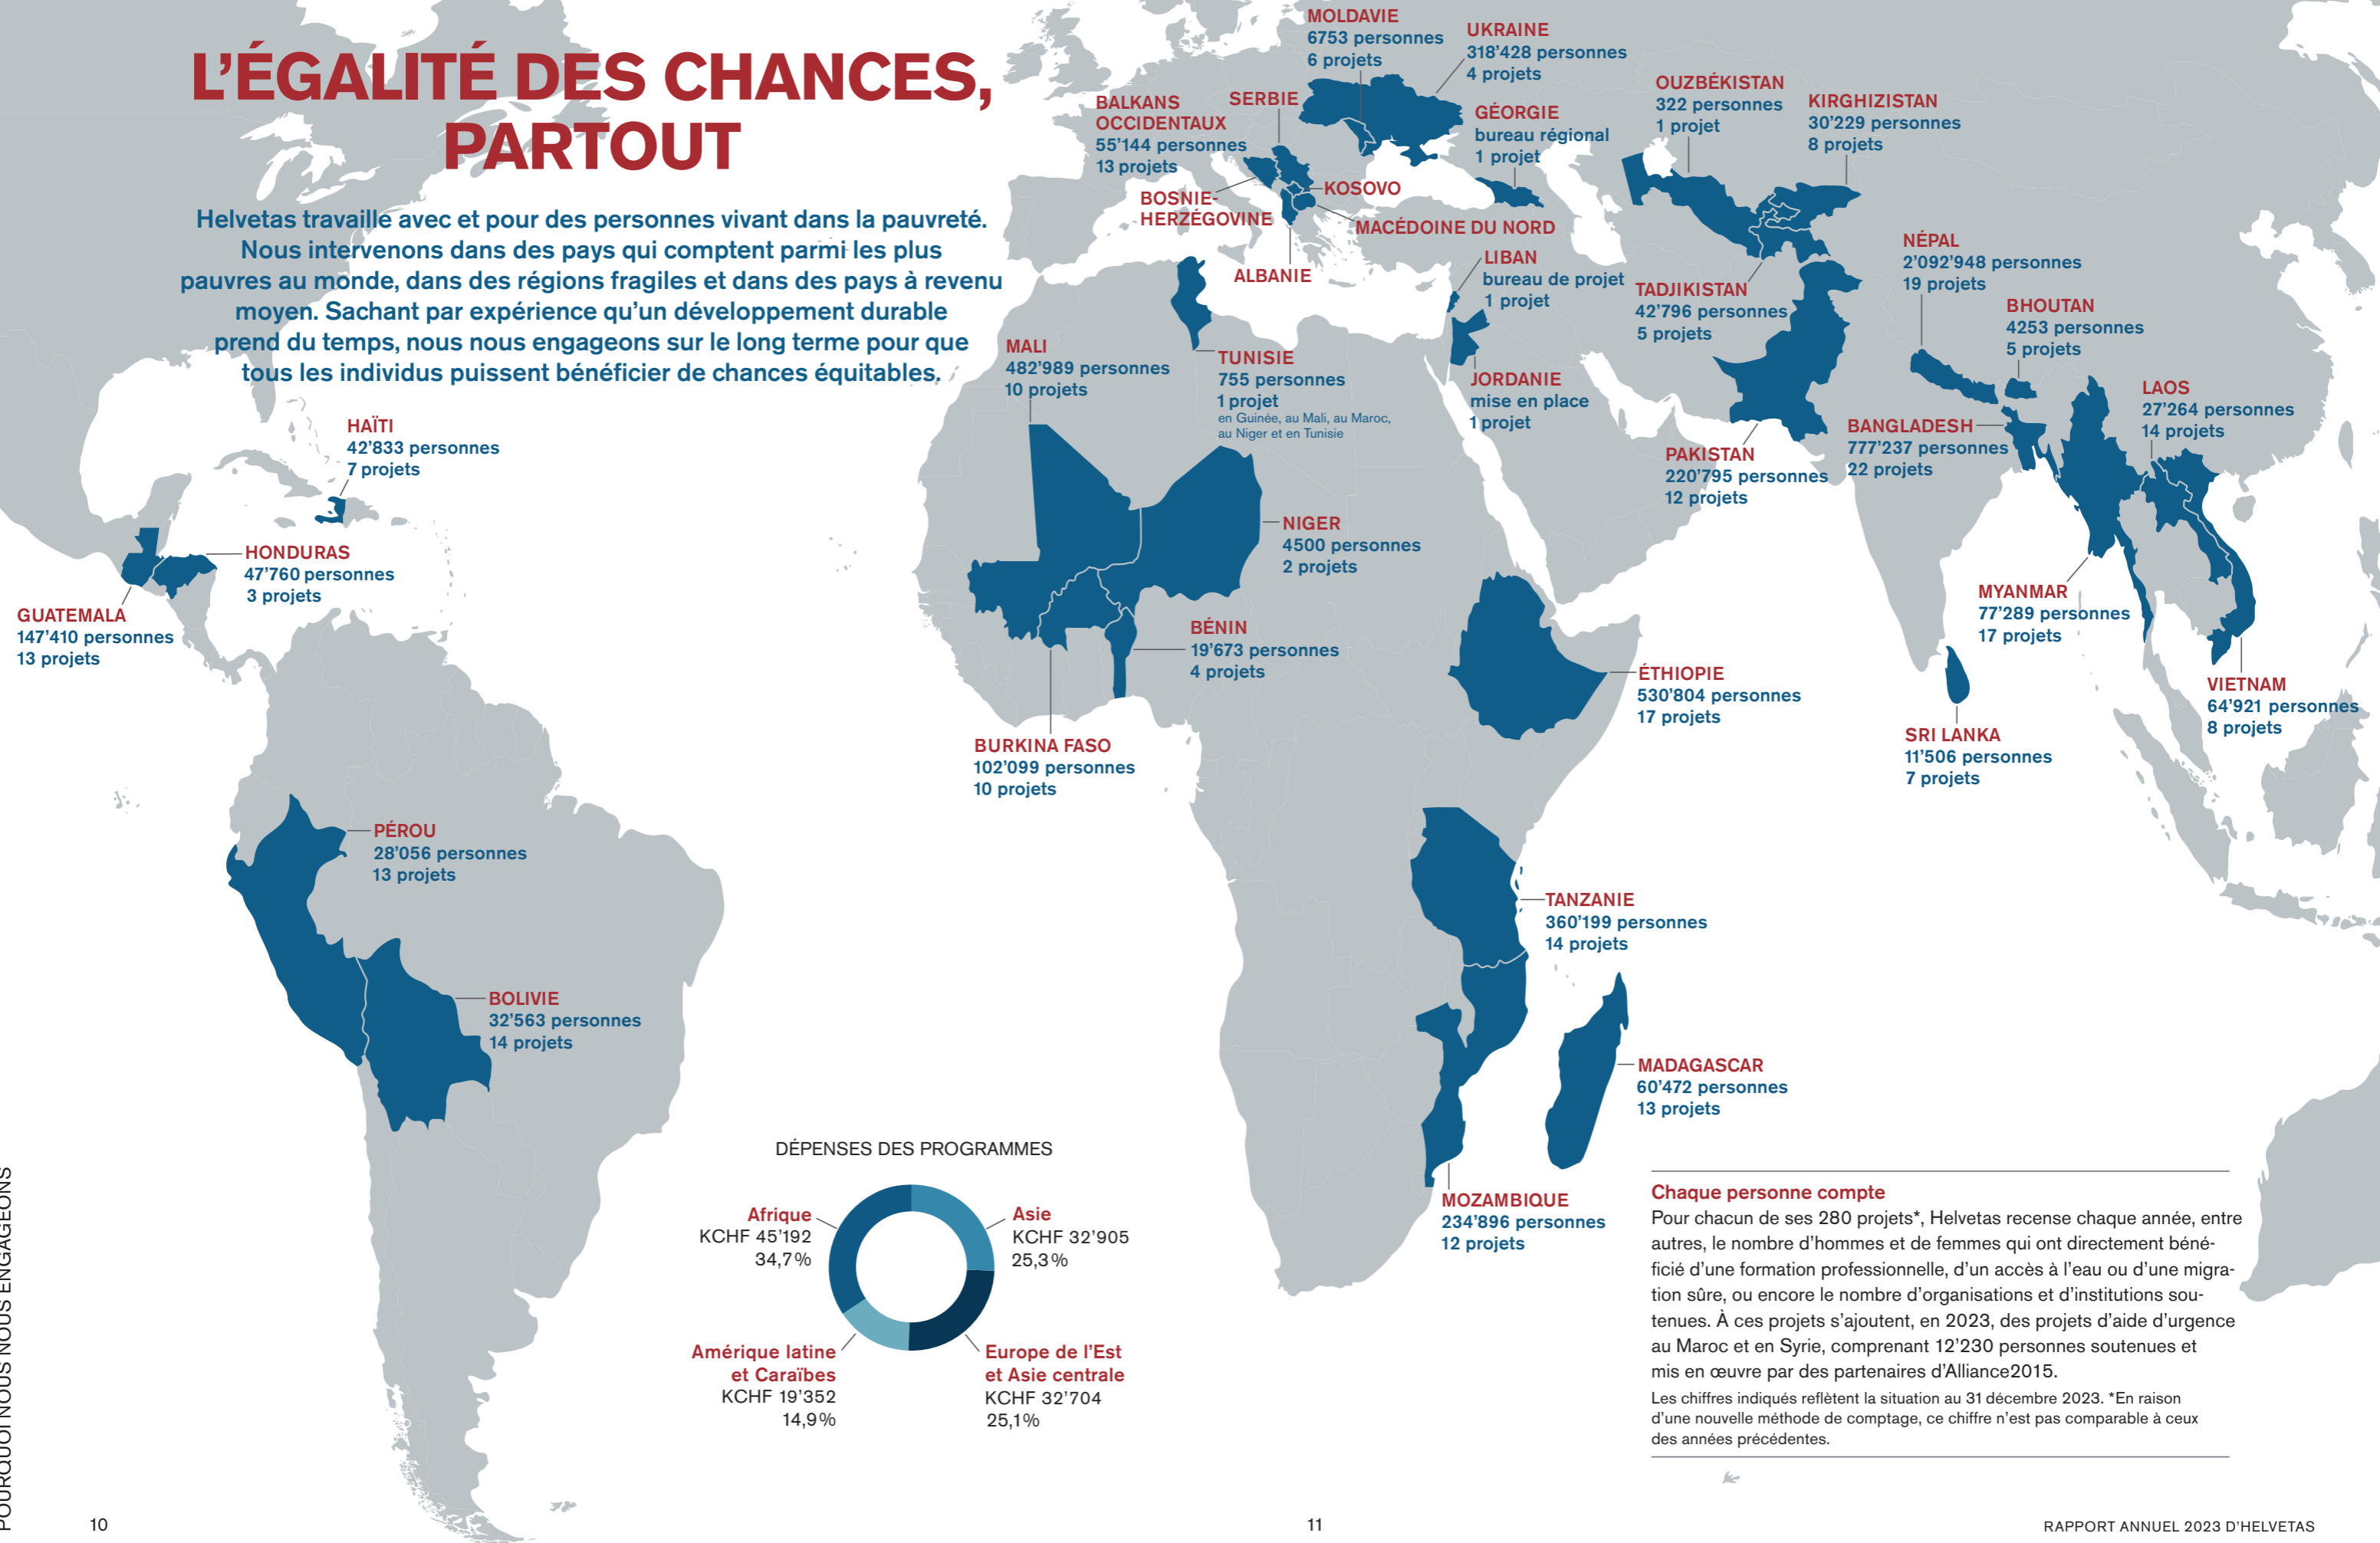 L'ÉGALITÉ DES CHANCES,
PARTOUT
Helvetas travaille avec et pour des personnes vivant dans la pauvreté.
Nous intervenons dans des pays qui comptent parmi les plus
pauvres au monde, dans des régions fragiles et dans des pays à revenu
moyen. Sachant par expérience qu'un développement durable
prend du temps, nous nous engageons sur le long terme pour que
tous les individus puissent bénéficier de chances équitables.
HAÏTI
42'833 personnes
7 projets
HONDURAS
47'760 personnes
3 projets
GUATEMALA
147'410 personnes
13 projets
PÉROU
28'056 personnes
13 projets
BOLIVIE
32'563 personnes
14 projets
MOLDAVIE
6753 personnes
6 projets
UKRAINE
318'428 personnes
4 projets
BALKANS
OCCIDENTAUX
55'144 personnes
13 projets
SERBIE
BOSNIE-
HERZÉGOVINE
KOSOVO
MACÉDOINE DU NORD
ALBANIE
GÉORGIE
bureau régional
1 projet
OUZBÉKISTAN
322 personnes
1 projet
KIRGHIZISTAN
30'229 personnes
8 projets
LIBAN
bureau de projet
1 projet
TADJIKISTAN
42'796 personnes
5 projets
JORDANIE
mise en place
1 projet
MALI
482'989 personnes
10 projets
TUNISIE
755 personnes
1 projet
en Guinée, au Mali, au Maroc,
au Niger et en Tunisie
NIGER
4500 personnes
2 projets
BÉNIN
19'673 personnes
4 projets
BURKINA FASO
102'099 personnes
10 projets
ÉTHIOPIE
530'804 personnes
17 projets
TANZANIE
360'199 personnes
14 projets
MADAGASCAR
60'472 personnes
13 projets
MOZAMBIQUE
234'896 personnes
12 projets
NÉPAL
2'092'948 personnes
19 projets
BHOUTAN
4253 personnes
5 projets
PAKISTAN
220'795 personnes
12 projets
BANGLADESH
777'237 personnes
22 projets
LAOS
27'264 personnes
14 projets
MYANMAR
77'289 personnes
17 projets
VIETNAM
64'921 personnes
8 projets
SRI LANKA
11'506 personnes
7 projets
DÉPENSES DES PROGRAMMES
Afrique
KCHF 45'192
34,7%
Asie
KCHF 32'905
25,3%
Amérique latine
et Caraïbes
KCHF 19'352
14,9%
Europe de l'Est
et Asie centrale
KCHF 32'704
25,1%
Chaque personne compte
Pour chacun de ses 280 projets*, Helvetas recense chaque année, entre
autres, le nombre d'hommes et de femmes qui ont directement béné-
ficié d'une formation professionnelle, d'un accès à l'eau ou d'une migra-
tion sûre, ou encore le nombre d'organisations et d'institutions sou-
tenues. À ces projets s'ajoutent, en 2023, des projets d'aide d'urgence
au Maroc et en Syrie, comprenant 12'230 personnes soutenues et
mis en œuvre par des partenaires d'Alliance2015.
Les chiffres indiqués reflètent la situation au 31 décembre 2023. *En raison
d'une nouvelle méthode de comptage, ce chiffre n'est pas comparable à ceux
des années précédentes.
POURQUOI NOUS NOUS ENGAGEONS
10
11
RAPPORT ANNUEL 2023 D'HELVETAS